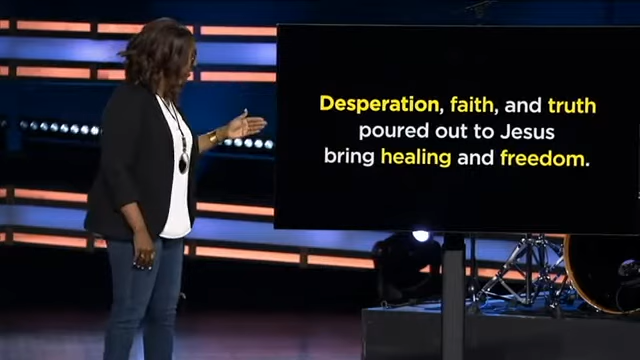 Desperation, faith, and truth
poured out to Jesus
bring healing and freedom.